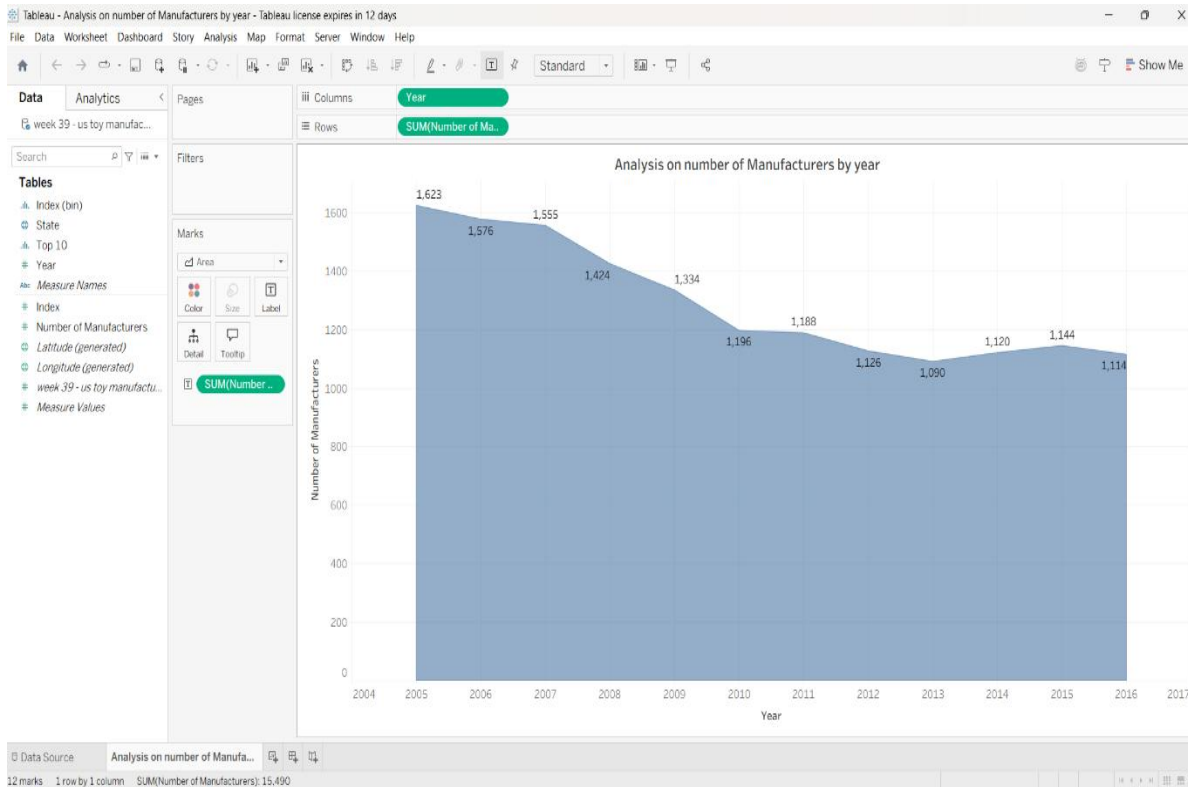 Tableau - Analysis on number of Manufacturers by year - Tableau license expires in 12 days
File Data Worksheet Dashboard Story Analysis Map Format Server Window Help
Standard
Show Me
Data Analytics
week 39 - us toy manufac...
Search
Tables
Index (bin)
State
Top 10
Year
Abc Measure Names
Index
Number of Manufacturers
Latitude (generated)
Longitude (generated)
week 39 - us toy manufactu...
Measure Values
Pages
Filters
Marks
Area
Color Size Label
Detail Tooltip
SUM(Number ..
Columns Year
Rows SUM(Number of Ma..
Analysis on number of Manufacturers by year
1,623
1,576
1,555
1,424
1,334
1,196
1,188
1,126
1,090
1,120
1,144
1,114
Number of Manufacturers
1600
1400
1200
1000
800
600
400
200
0
2004 2005 2006 2007 2008 2009 2010 2011 2012 2013 2014 2015 2016 2017
Year
Data Source Analysis on number of Manufa...
12 marks 1 row by 1 column SUM(Number of Manufacturers): 15,490